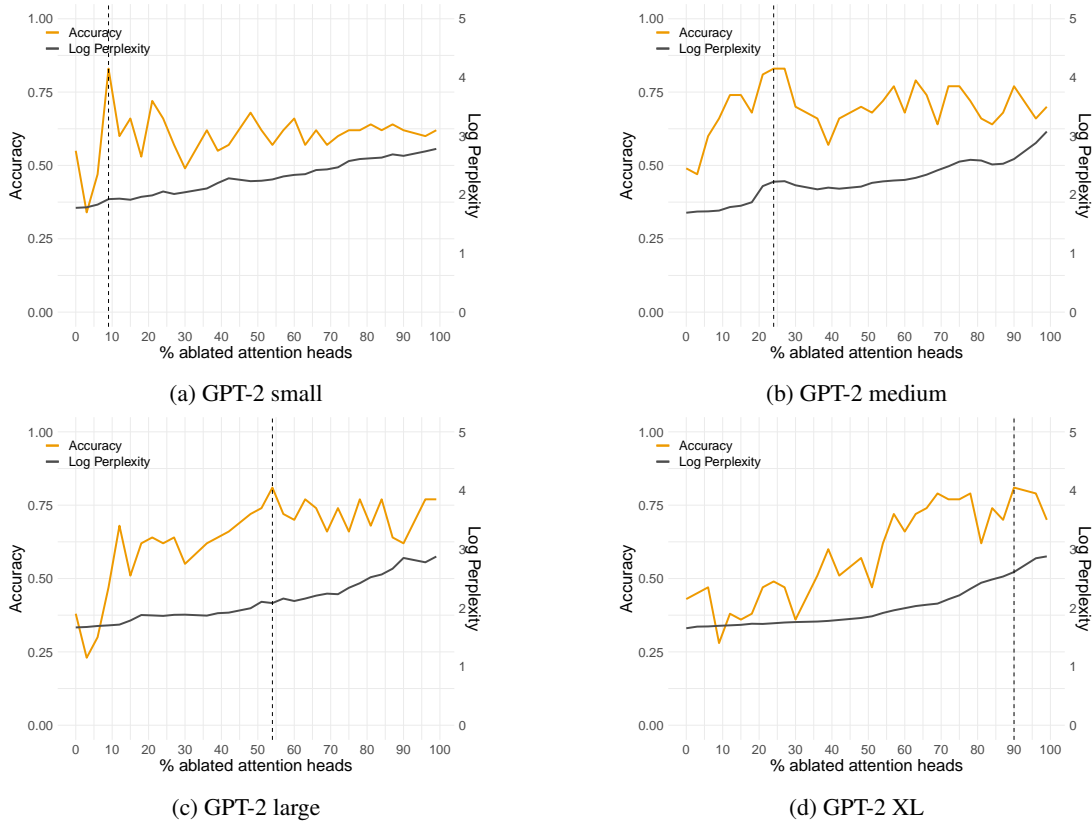 1.00
0.75
0.50
0.25
0.00
Accuracy
Accuracy
Log Perplexity
5
4
3
2
1
0
Log Perplexity
0 10 20 30 40 50 60 70 80 90 100
% ablated attention heads
(a) GPT-2 small
1.00
0.75
0.50
0.25
0.00
Accuracy
Accuracy
Log Perplexity
5
4
3
2
1
0
Log Perplexity
0 10 20 30 40 50 60 70 80 90 100
% ablated attention heads
(b) GPT-2 medium
1.00
0.75
0.50
0.25
0.00
Accuracy
Accuracy
Log Perplexity
5
4
3
2
1
0
Log Perplexity
0 10 20 30 40 50 60 70 80 90 100
% ablated attention heads
(c) GPT-2 large
1.00
0.75
0.50
0.25
0.00
Accuracy
Accuracy
Log Perplexity
5
4
3
2
1
0
Log Perplexity
0 10 20 30 40 50 60 70 80 90 100
% ablated attention heads
(d) GPT-2 XL